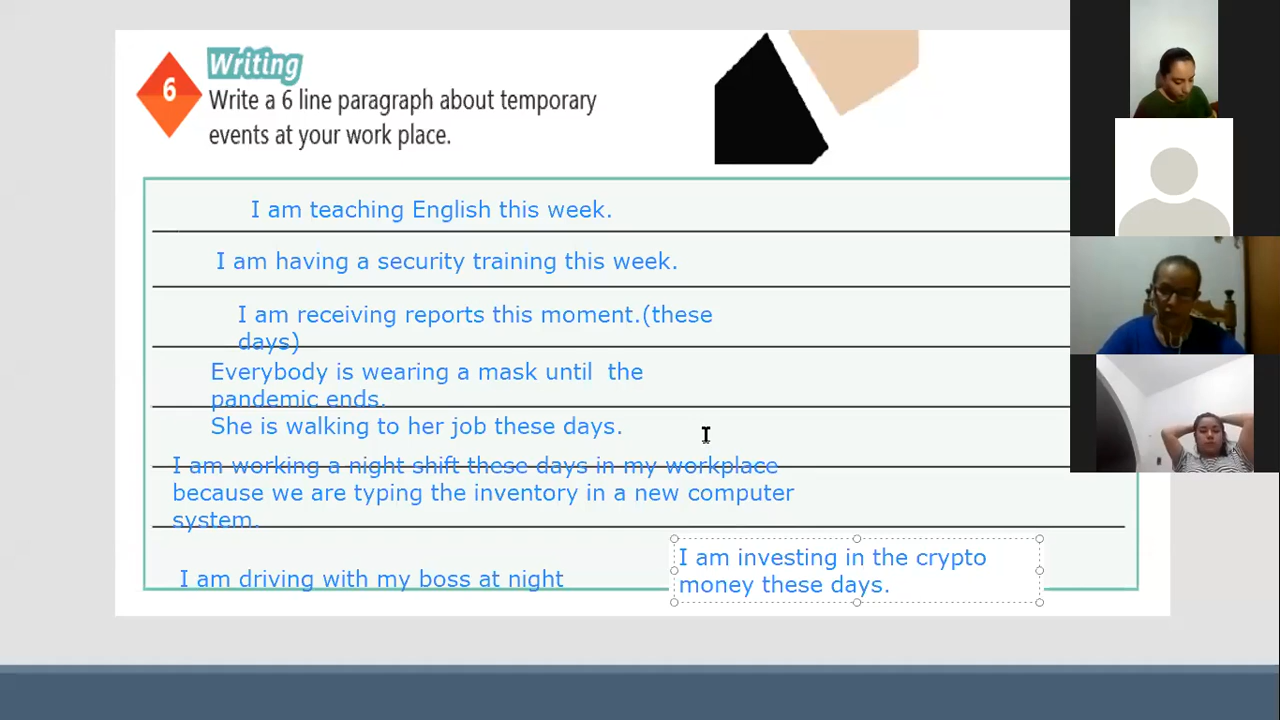 6
Writing
Write a 6 line paragraph about temporary
events at your work place.
I am teaching English this week.
I am having a security training this week.
I am receiving reports this moment.(these
days)
Everybody is wearing a mask until the
pandemic ends.
She is walking to her job these days.
I am working a night shift these days in my workplace
because we are typing the inventory in a new computer
system.
I am driving with my boss at night
I am investing in the crypto
money these days.